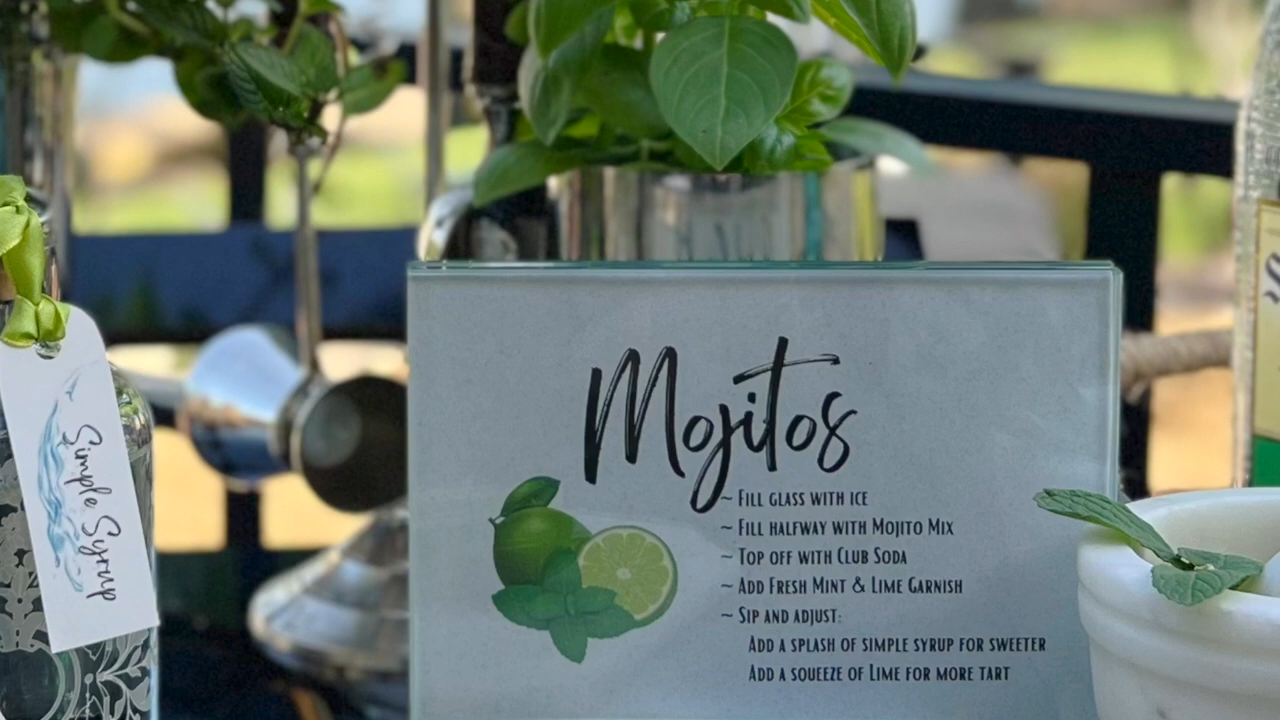 Mojitos
~ Fill glass with ice
~ Fill halfway with Mojito Mix
~ Top off with Club Soda
~ Add Fresh Mint & Lime Garnish
~ Sip and adjust:
Add a splash of simple syrup for sweeter
Add a squeeze of Lime for more tart
Simple Syrup